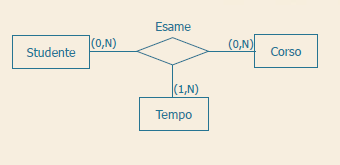 Esame
Studente
(0,N)
(0,N)
Corso
(1,N)
Tempo